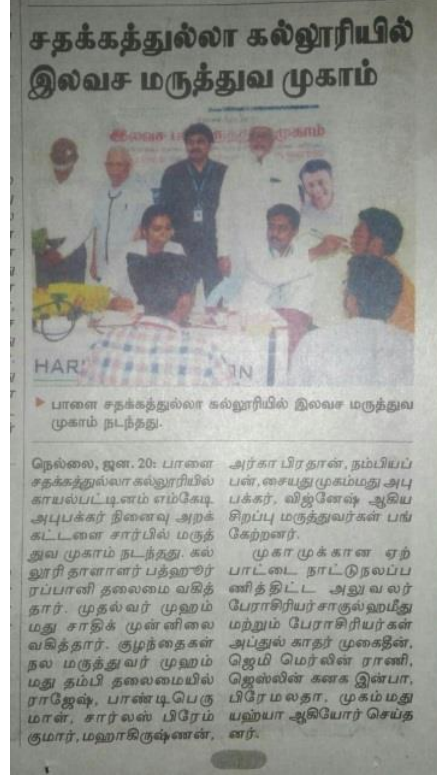 சதக்கத்துல்லா கல்லூரியில்
இலவச மருத்துவ முகாம்
இலவச முகாம்
HAR
IN
பாளை சதக்கத்துல்லா கல்லூரியில் இலவச மருத்துவ
முகாம் நடந்தது.
நெல்லை, ஜன. 20: பாளை
சதக்கத்துல்லா கல்லூரியில்
காயல்பட்டினம் எம்கேடி
அபுபக்கர் நினைவு அறக்
கட்டளை சார்பில் மருத்
துவ முகாம் நடந்தது. கல்
லூரி தாளாளர் பத்ஹூர்
ரப்பானி தலைமை வகித்
தார். முதல்வர் முஹம்
மது சாதிக் முன்னிலை
வகித்தார். குழந்தைகள்
நல மருத்துவர் முஹம்
மது தம்பி தலைமையில்
ராஜேஷ், பாண்டிபெரு
மாள், சார்லஸ் பிரேம்
குமார், மஹாகிருஷ்ணன்,
அர்கா பிரதான், நம்பியப்
பன், சையது முகம்மது அபு
பக்கர், விஜ்னேஷ் ஆகிய
சிறப்பு மருத்துவர்கள் பங்
கேற்றனர்.
முகாமுக்கான ஏற்
பாட்டை நாட்டுநலப்ப
ணித்திட்ட அலுவலர்
பேராசிரியர் சாகுல்ஹமீது
மற்றும் பேராசிரியர்கள்
அப்துல் காதர் முகைதீன்,
ஜெமி மெர்லின் ராணி,
ஜெஸ்லின் கனக இன்பா,
பிரேமலதா, முகம்மது
யஹ்யா ஆகியோர் செய்த
னர்.